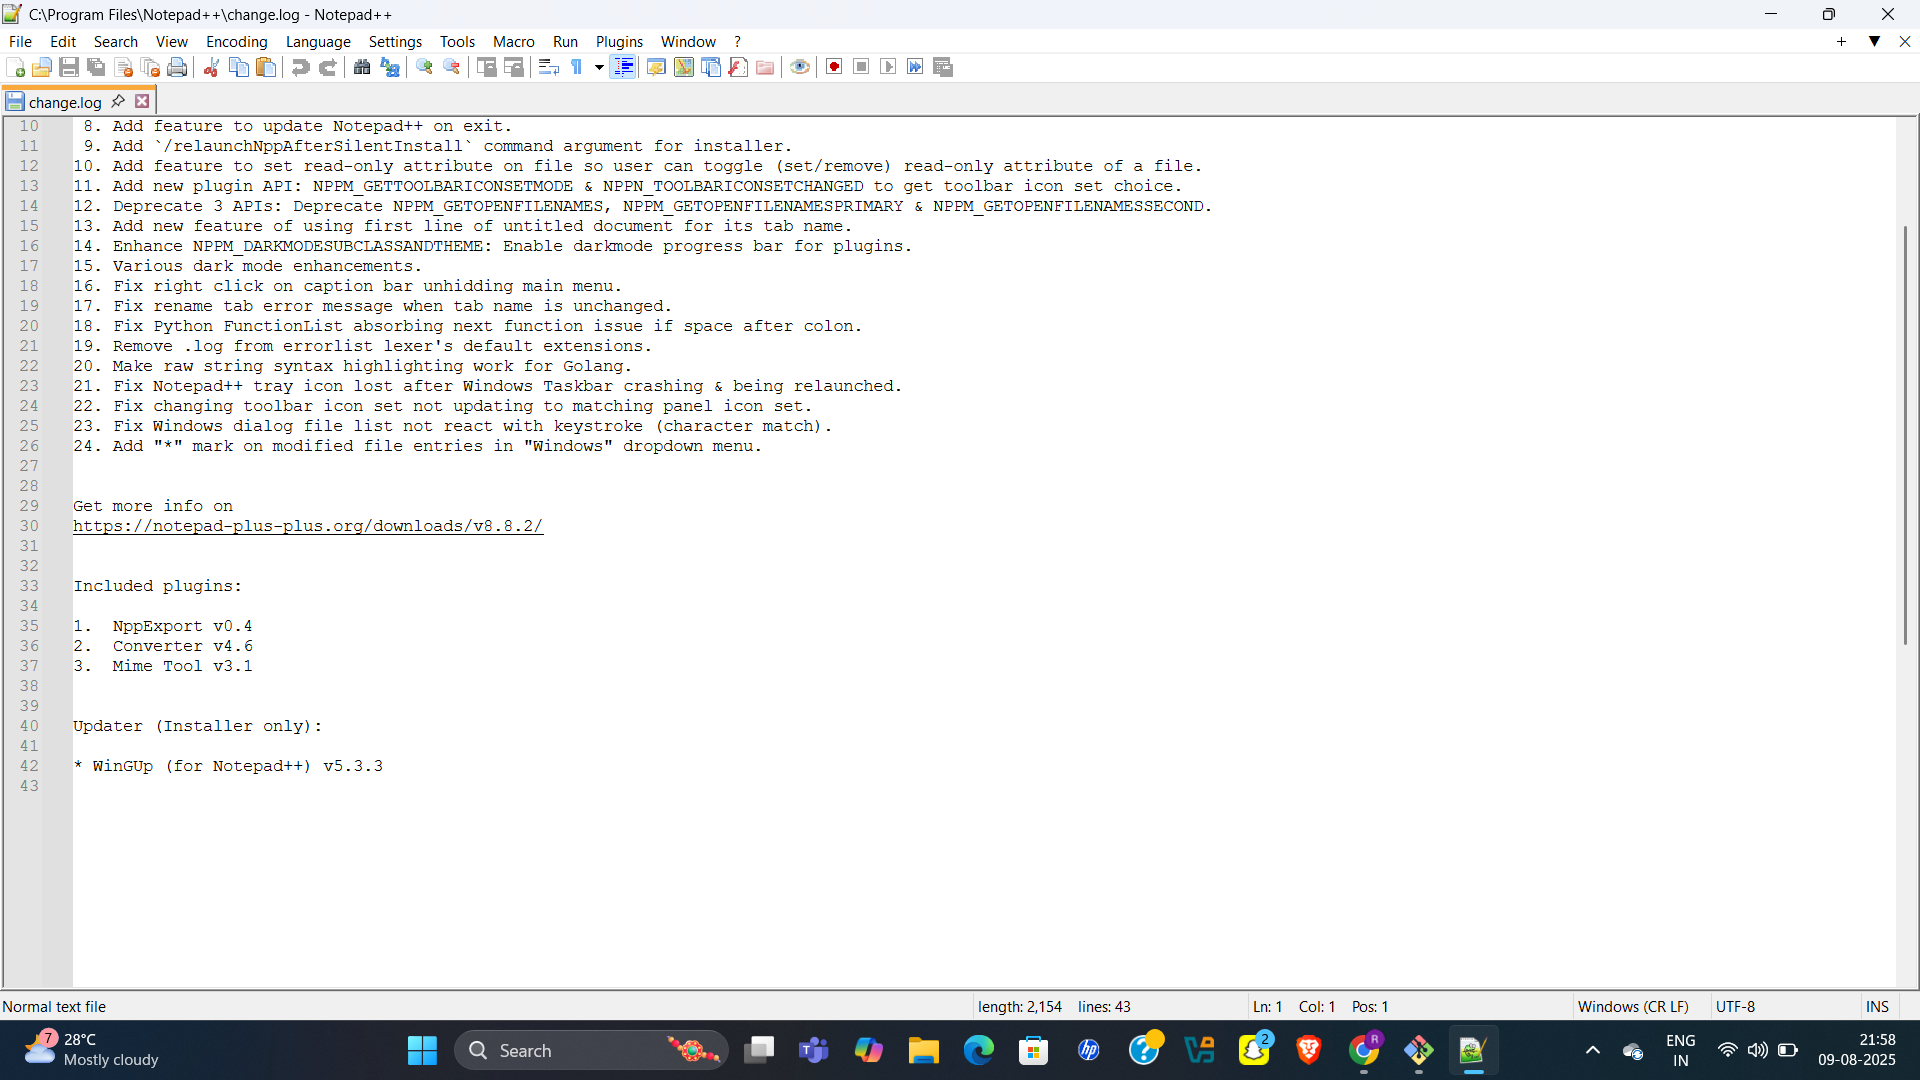 C:\Program Files\Notepad++\change.log - Notepad++
File Edit Search View Encoding Language Settings Tools Macro Run Plugins Window ?
change.log
10 8. Add feature to update Notepad++ on exit.
11 9. Add `/relaunchNppAfterSilentInstall` command argument for installer.
12 10. Add feature to set read-only attribute on file so user can toggle (set/remove) read-only attribute of a file.
13 11. Add new plugin API: NPPM_GETTOOLBARICONSETMODE & NPPN_TOOLBARICONSETCHANGED to get toolbar icon set choice.
14 12. Deprecate 3 APIs: Deprecate NPPM_GETOPENFILENAMES, NPPM_GETOPENFILENAMESPRIMARY & NPPM_GETOPENFILENAMESSECOND.
15 13. Add new feature of using first line of untitled document for its tab name.
16 14. Enhance NPPM_DARKMODESUBCLASSANDTHEME: Enable darkmode progress bar for plugins.
17 15. Various dark mode enhancements.
18 16. Fix right click on caption bar unhidding main menu.
19 17. Fix rename tab error message when tab name is unchanged.
20 18. Fix Python FunctionList absorbing next function issue if space after colon.
21 19. Remove .log from errorlist lexer's default extensions.
22 20. Make raw string syntax highlighting work for Golang.
23 21. Fix Notepad++ tray icon lost after Windows Taskbar crashing & being relaunched.
24 22. Fix changing toolbar icon set not updating to matching panel icon set.
25 23. Fix Windows dialog file list not react with keystroke (character match).
26 24. Add "*" mark on modified file entries in "Windows" dropdown menu.
27
28
29 Get more info on
30 https://notepad-plus-plus.org/downloads/v8.8.2/
31
32
33 Included plugins:
34
35 1. NppExport v0.4
36 2. Converter v4.6
37 3. Mime Tool v3.1
38
39
40 Updater (Installer only):
41
42 * WinGUp (for Notepad++) v5.3.3
43
Normal text file length: 2,154 lines: 43 Ln: 1 Col: 1 Pos: 1 Windows (CR LF) UTF-8 INS
7 28°C
Mostly cloudy
Search
hp
2
R
ENG
IN
21:58
09-08-2025